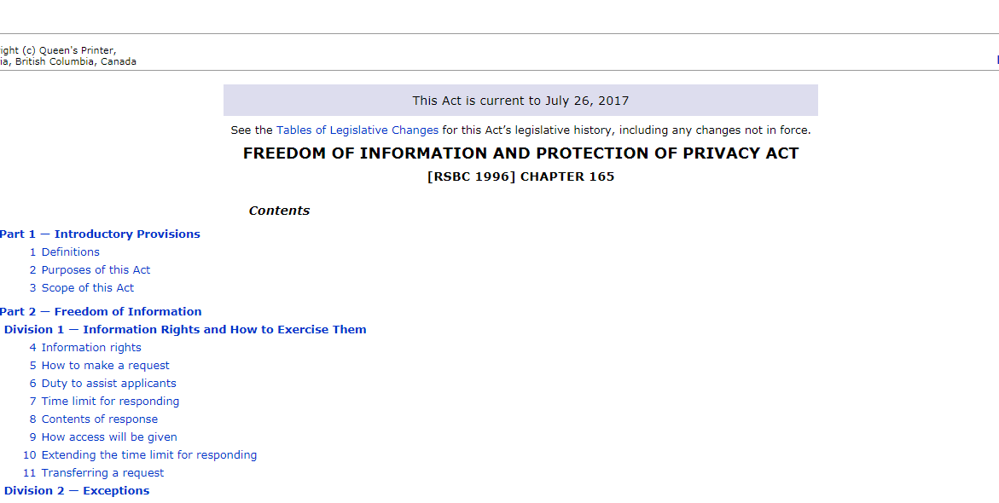 ight (c) Queen's Printer,
ia, British Columbia, Canada
This Act is current to July 26, 2017
See the Tables of Legislative Changes for this Act’s legislative history, including any changes not in force.
FREEDOM OF INFORMATION AND PROTECTION OF PRIVACY ACT
[RSBC 1996] CHAPTER 165
Contents
Part 1 — Introductory Provisions
1 Definitions
2 Purposes of this Act
3 Scope of this Act
Part 2 — Freedom of Information
Division 1 — Information Rights and How to Exercise Them
4 Information rights
5 How to make a request
6 Duty to assist applicants
7 Time limit for responding
8 Contents of response
9 How access will be given
10 Extending the time limit for responding
11 Transferring a request
Division 2 — Exceptions